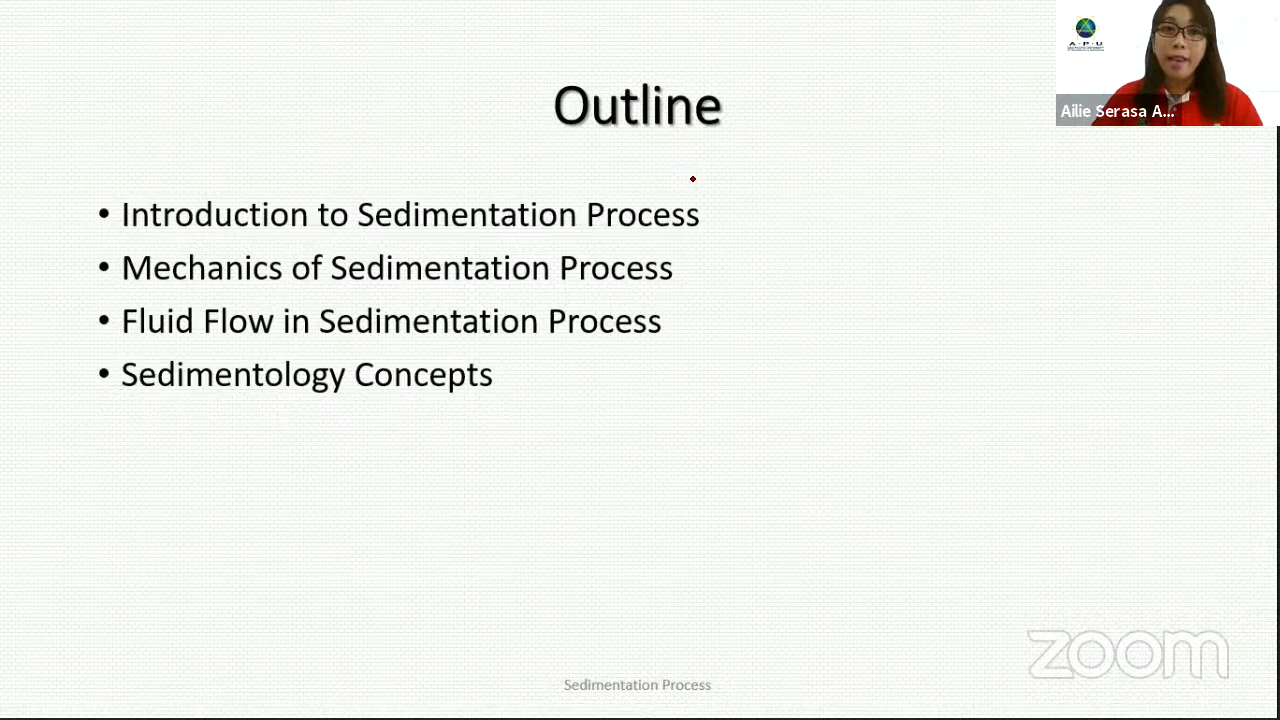 Outline
• Introduction to Sedimentation Process
• Mechanics of Sedimentation Process
• Fluid Flow in Sedimentation Process
• Sedimentology Concepts
A · P · U
Ailie Serasa A...
zoom
Sedimentation Process